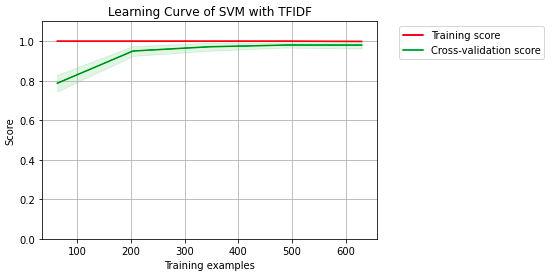 Learning Curve of SVM with TFIDF
Training score
Cross-validation score
Score
1.0
0.8
0.6
0.4
0.2
0.0
100 200 300 400 500 600
Training examples